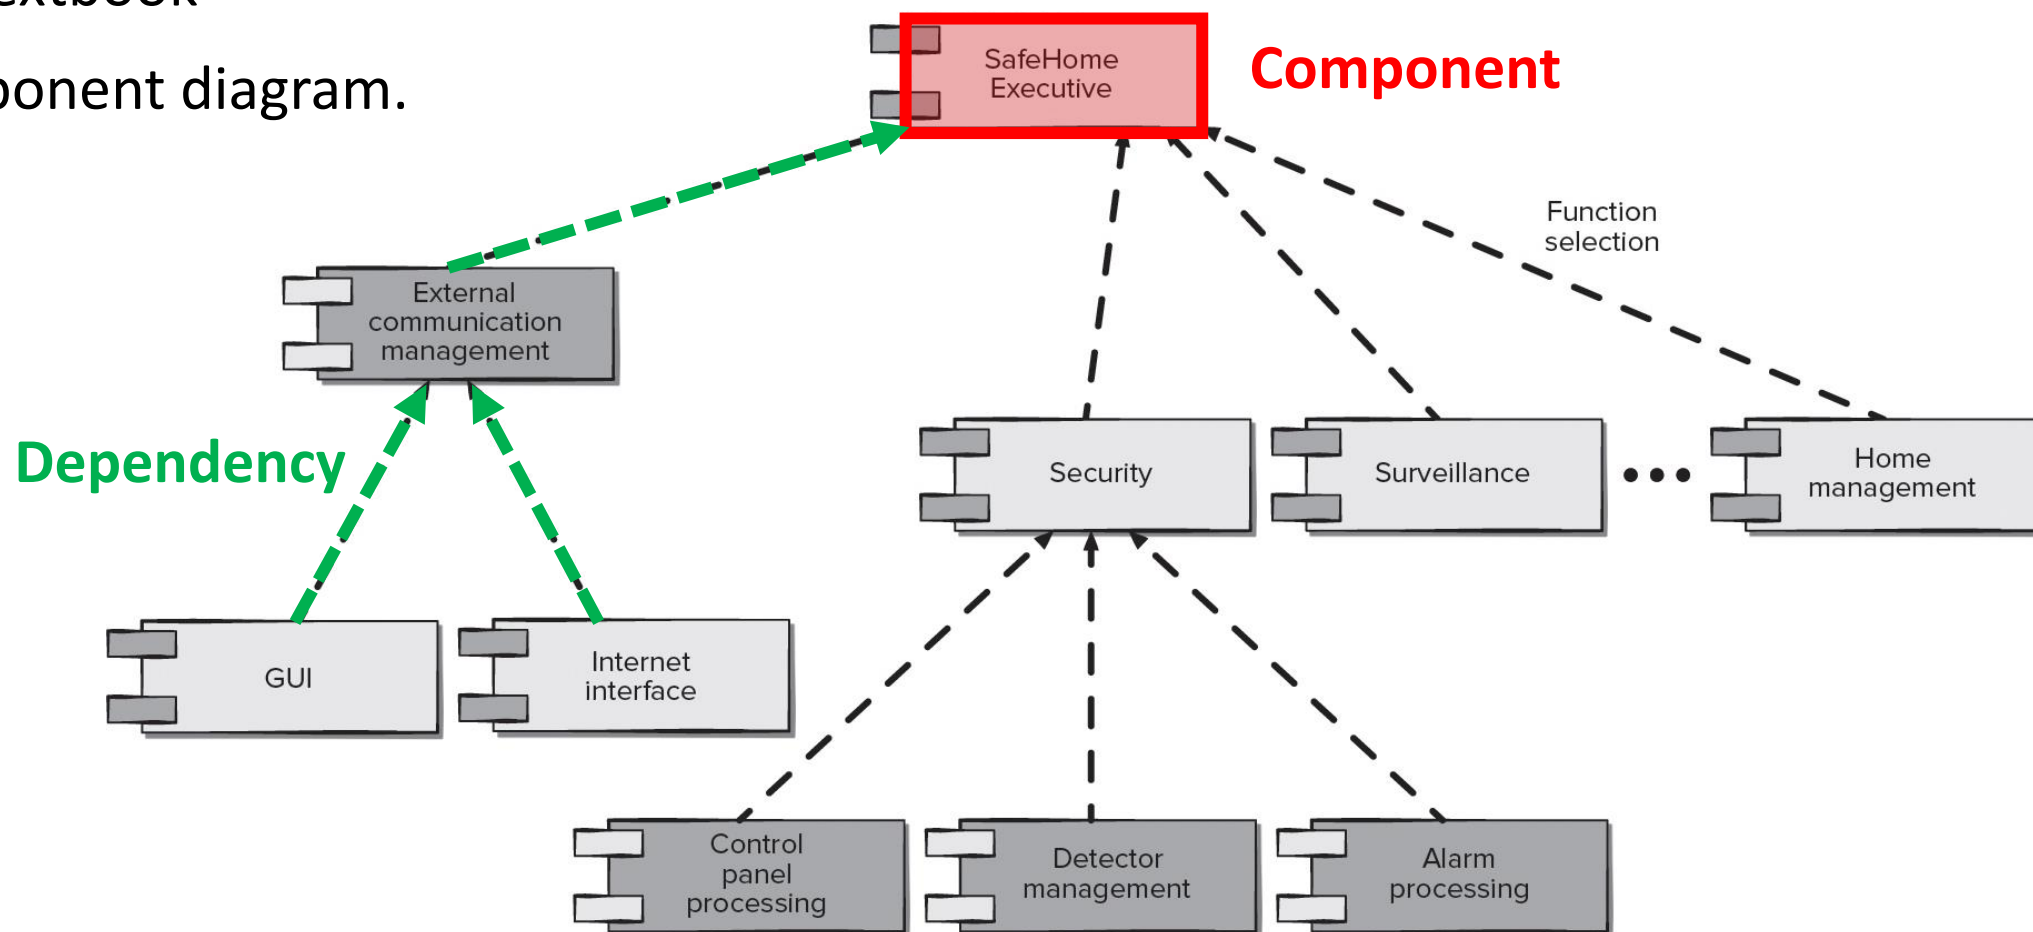 extbook
ponent diagram.
SafeHome
Executive
Component
Function
selection
External
communication
management
Dependency
Security
Surveillance
•••
Home
management
GUI
Internet
interface
Control
panel
processing
Detector
management
Alarm
processing